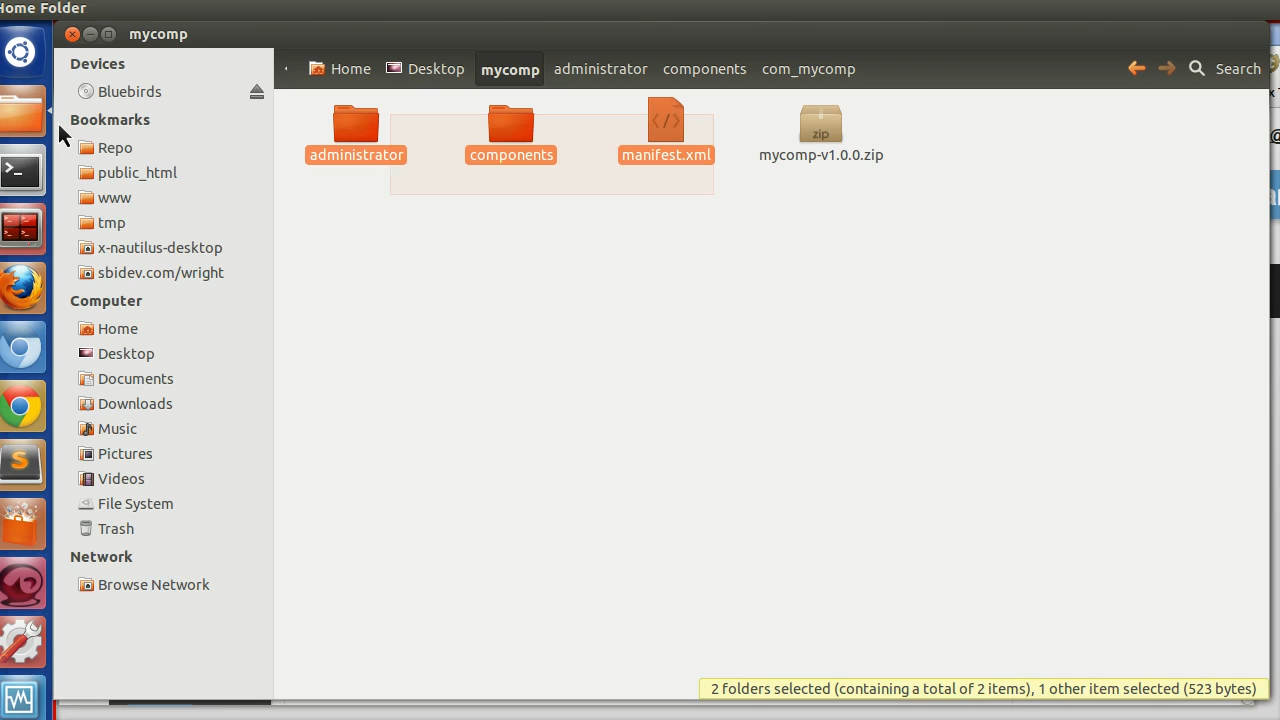 Home Folder
mycomp
Devices
Bluebirds
Bookmarks
Repo
public_html
www
tmp
x-nautilus-desktop
sbidev.com/wright
Computer
Home
Desktop
Documents
Downloads
Music
Pictures
Videos
File System
Trash
Network
Browse Network
Home Desktop mycomp administrator components com_mycomp Search
zip
administrator components manifest.xml mycomp-v1.0.0.zip
2 folders selected (containing a total of 2 items), 1 other item selected (523 bytes)